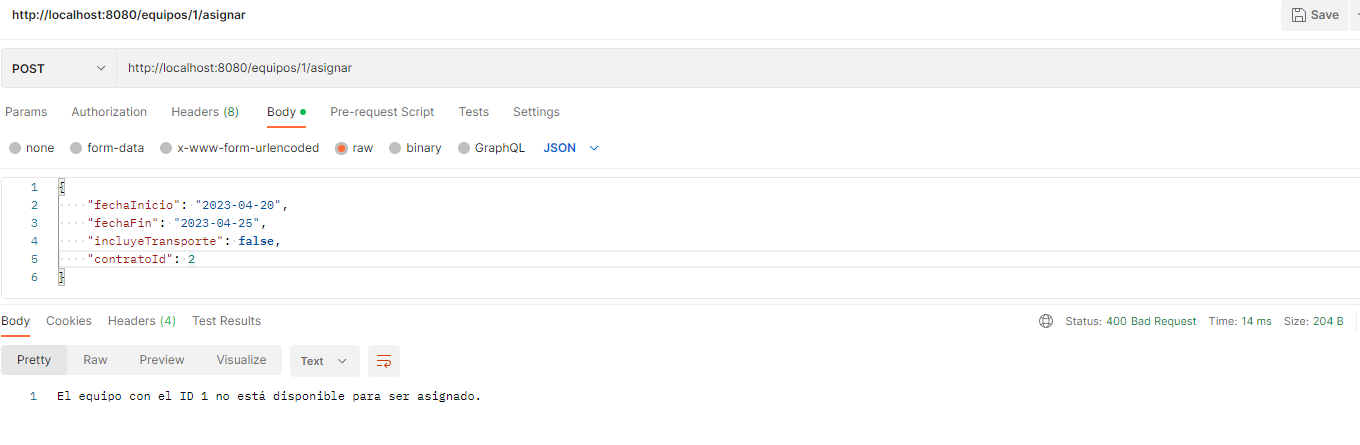 http://localhost:8080/equipos/1/asignar
Save
POST
http://localhost:8080/equipos/1/asignar
Params Authorization Headers (8) Body Pre-request Script Tests Settings
none form-data x-www-form-urlencoded raw binary GraphQL JSON
1 {
2 "fechaInicio": "2023-04-20",
3 "fechaFin": "2023-04-25",
4 "incluyeTransporte": false,
5 "contratoId": 2
6 }
Body Cookies Headers (4) Test Results Status: 400 Bad Request Time: 14 ms Size: 204 B
Pretty Raw Preview Visualize Text
1 El equipo con el ID 1 no está disponible para ser asignado.